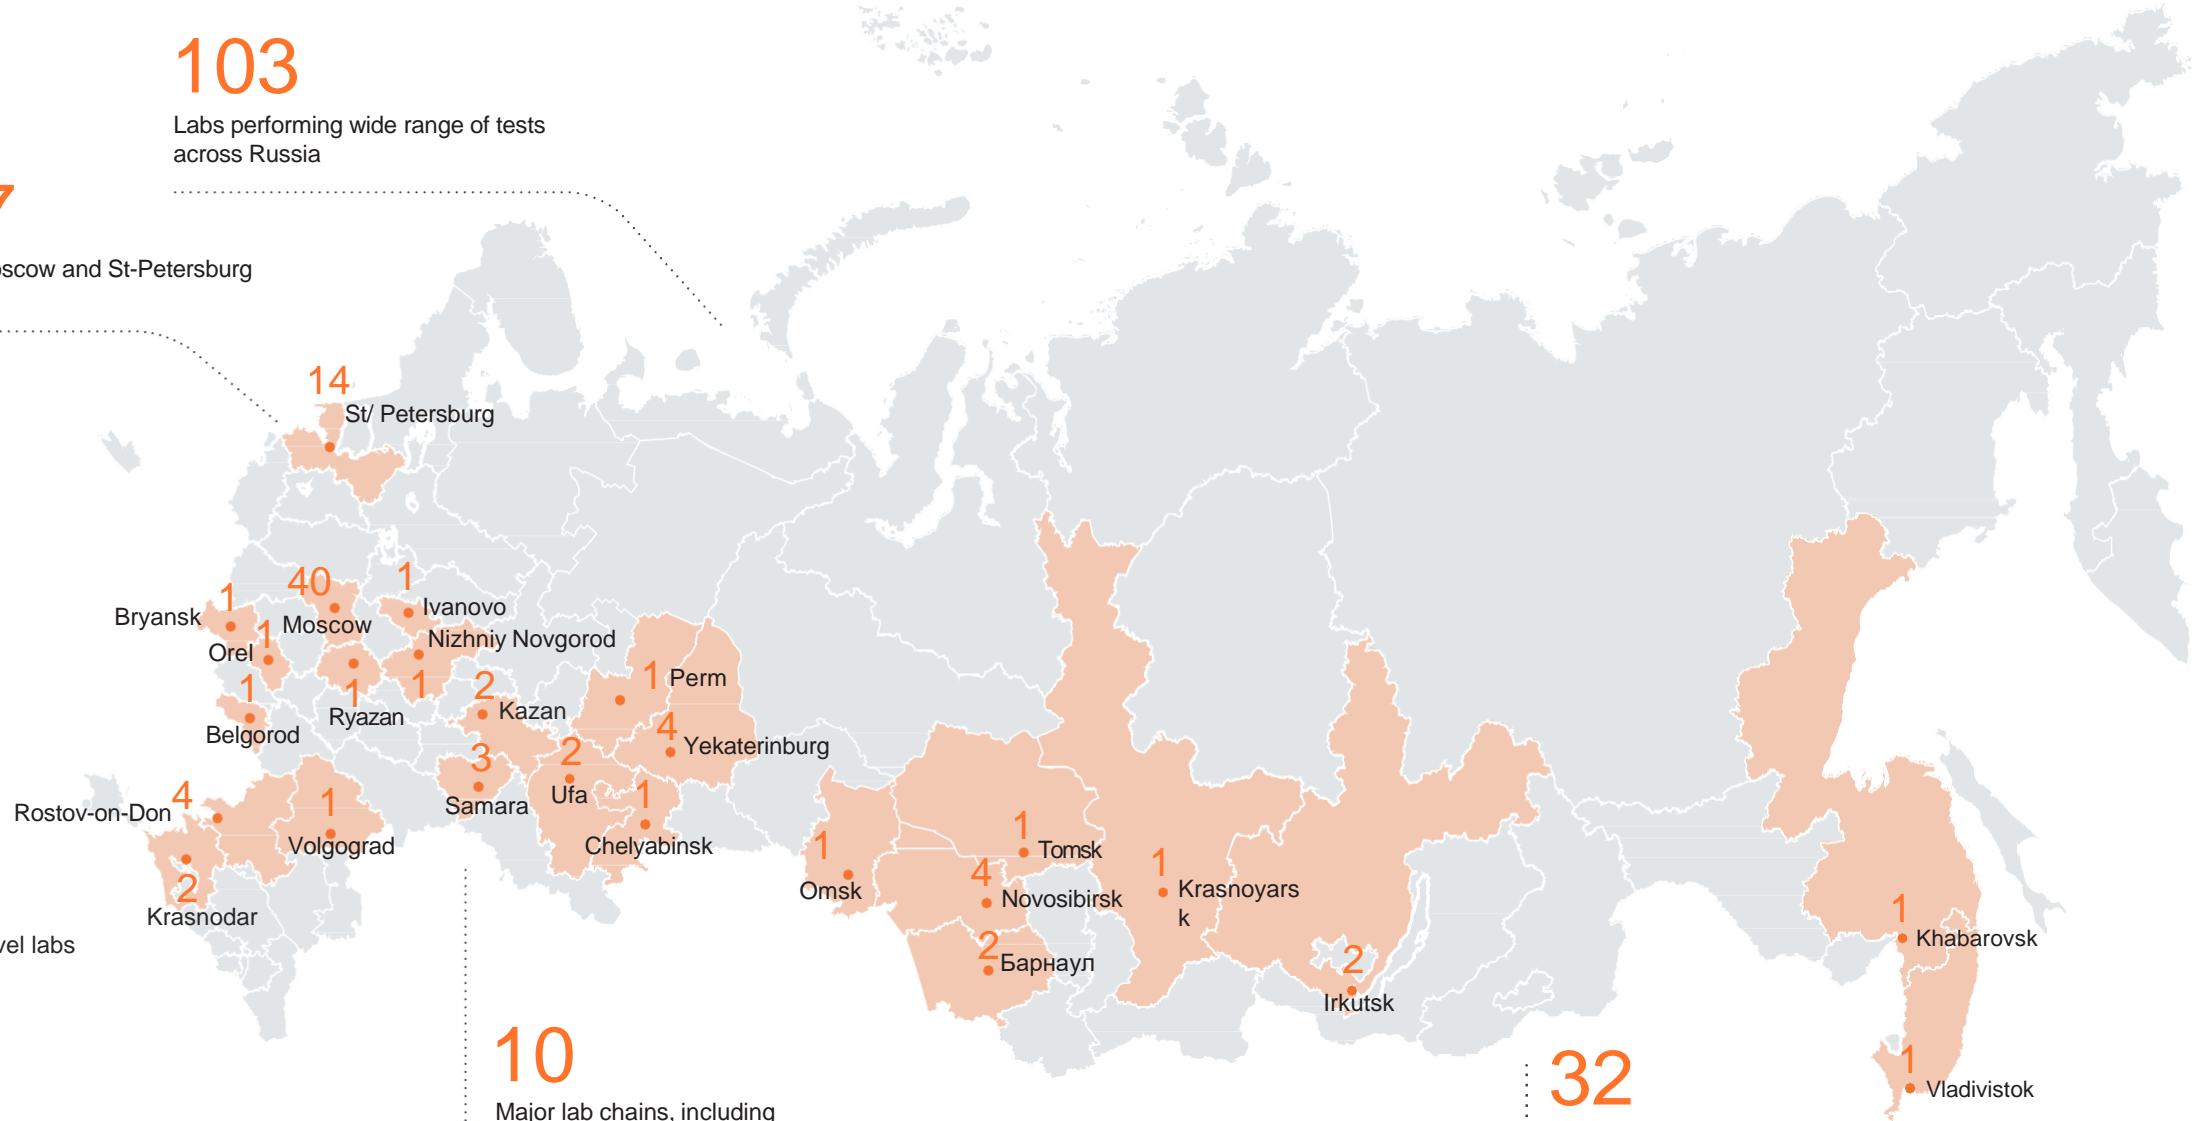 103
Labs performing wide range of tests
across Russia
7
scow and St-Petersburg
14
St/ Petersburg
40
Moscow
1
Ivanovo
1
Bryansk
1
Orel
Nizhniy Novgorod
1
1
Ryazan
1
Belgorod
2
Kazan
1
Perm
4
Yekaterinburg
3
Samara
2
Ufa
1
Chelyabinsk
4
Rostov-on-Don
1
Volgograd
2
Krasnodar
vel labs
1
Omsk
1
Tomsk
4
Novosibirsk
2
Барнаул
1
Krasnoyars
k
2
Irkutsk
1
Khabarovsk
1
Vladivistok
10
Major lab chains, including
32